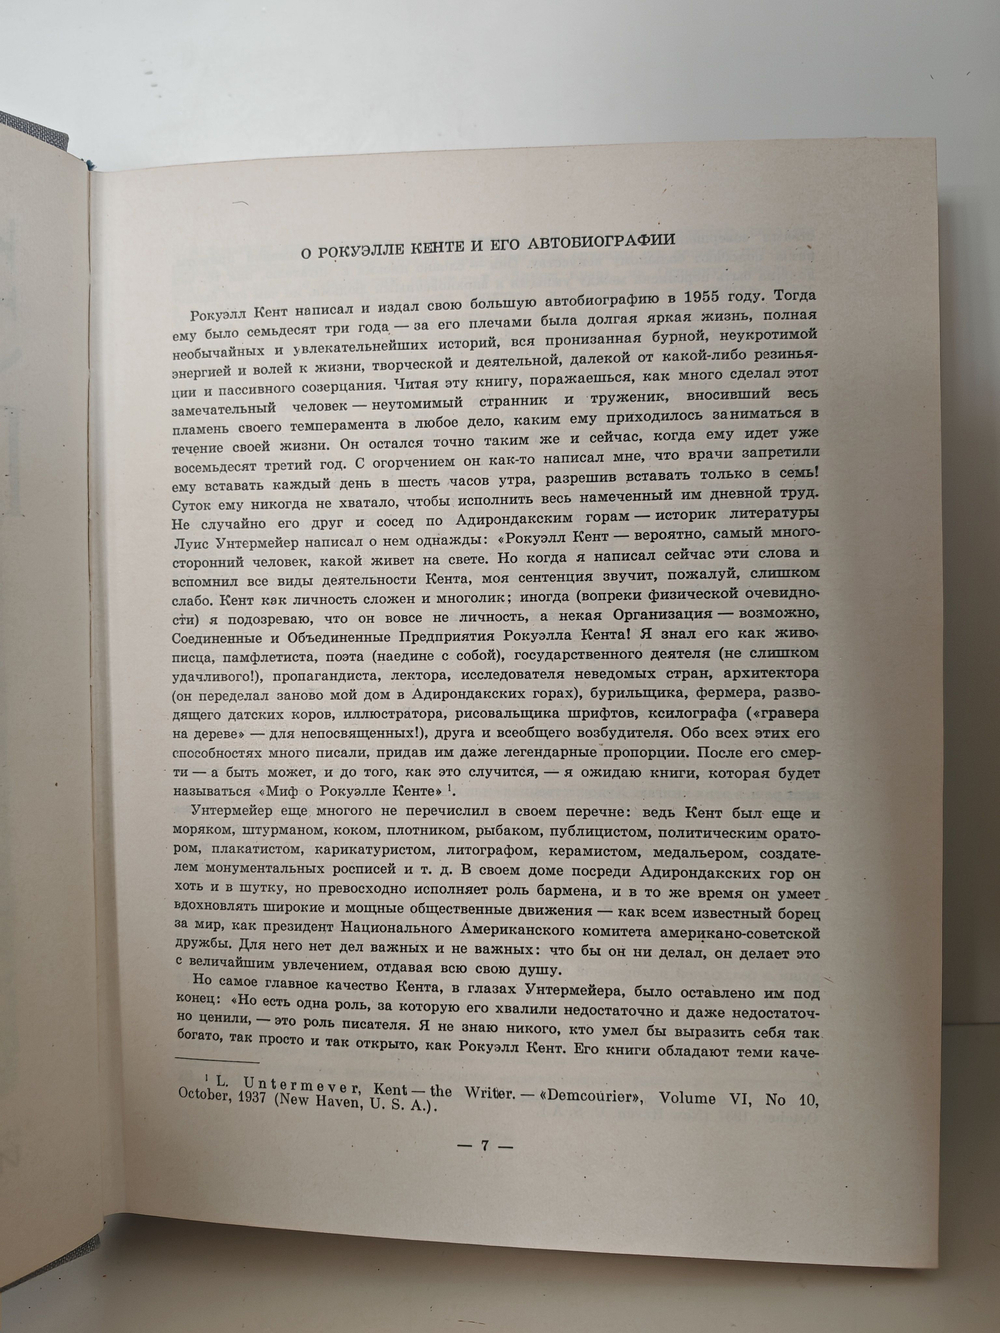 О РОКУЭЛЛЕ КЕНТЕ И ЕГО АВТОБИОГРАФИИ
Рокуэлл Кент написал и издал свою большую автобиографию в 1955 году. Тогда
ему было семьдесят три года — за его плечами была долгая яркая жизнь, полная
необычайных и увлекательнейших историй, вся пронизанная бурной, неукротимой
энергией и волей к жизни, творческой и деятельной, далекой от какой-либо резинья-
ции и пассивного созерцания. Читая эту книгу, поражаешься, как много сделал этот
замечательный человек — неутомимый странник и труженик, вносивший весь
пламень своего темперамента в любое дело, каким ему приходилось заниматься в
течение своей жизни. Он остался точно таким же и сейчас, когда ему идет уже
восемьдесят третий год. С огорчением он как-то написал мне, что врачи запретили
ему вставать каждый день в шесть часов утра, разрешив вставать только в семь!
Суток ему никогда не хватало, чтобы исполнить весь намеченный им дневной труд.
Не случайно его друг и сосед по Адирондакским горам — историк литературы
Луис Унтермейер написал о нем однажды: «Рокуэлл Кент — вероятно, самый много-
сторонний человек, какой живет на свете. Но когда я написал сейчас эти слова и
вспомнил все виды деятельности Кента, моя сентенция звучит, пожалуй, слишком
слабо. Кент как личность сложен и многолик; иногда (вопреки физической очевидно-
сти) я подозреваю, что он вовсе не личность, а некая Организация — возможно,
Соединенные и Объединенные Предприятия Рокуэлла Кента! Я знал его как живо-
писца, памфлетиста, поэта (наедине с собой), государственного деятеля (не слишком
удачливого!), пропагандиста, лектора, исследователя неведомых стран, архитектора
(он переделал заново мой дом в Адирондакских горах), бурильщика, фермера, разво-
дящего датских коров, иллюстратора, рисовальщика шрифтов, ксилографа («гравера
на дереве» — для непосвященных!), друга и всеобщего возбудителя. Обо всех этих его
способностях много писали, придав им даже легендарные пропорции. После его смер-
ти — а быть может, и до того, как это случится, — я ожидаю книги, которая будет
называться «Миф о Рокуэлле Кенте» ¹.
Унтермейер еще многого не перечислил в своем перечне: ведь Кент был еще и
моряком, штурманом, коком, плотником, рыбаком, публицистом, политическим орато-
ром, плакатистом, карикатуристом, литографом, керамистом, медальером, создате-
лем монументальных росписей и т. д. В своем доме посреди Адирондакских гор он
хоть и в шутку, но превосходно исполняет роль бармена, и в то же время он умеет
вдохновлять широкие и мощные общественные движения — как всем известный борец
за мир, как президент Национального Американского комитета американо-советской
дружбы. Для него нет дел важных и не важных: что бы он ни делал, он делает это
с величайшим увлечением, отдавая всю свою душу.
Но самое главное качество Кента, в глазах Унтермейера, было оставлено им под
конец: «Но есть одна роль, за которую его хвалили недостаточно и даже недостаточ-
но ценили, — это роль писателя. Я не знаю никого, кто умел бы выразить себя так
богато, так просто и так открыто, как Рокуэлл Кент. Его книги обладают теми каче-
¹ L. Untermever, Kent — the Writer. — «Demcourier», Volume VI, No 10,
October, 1937 (New Haven, U. S. A.).
— 7 —